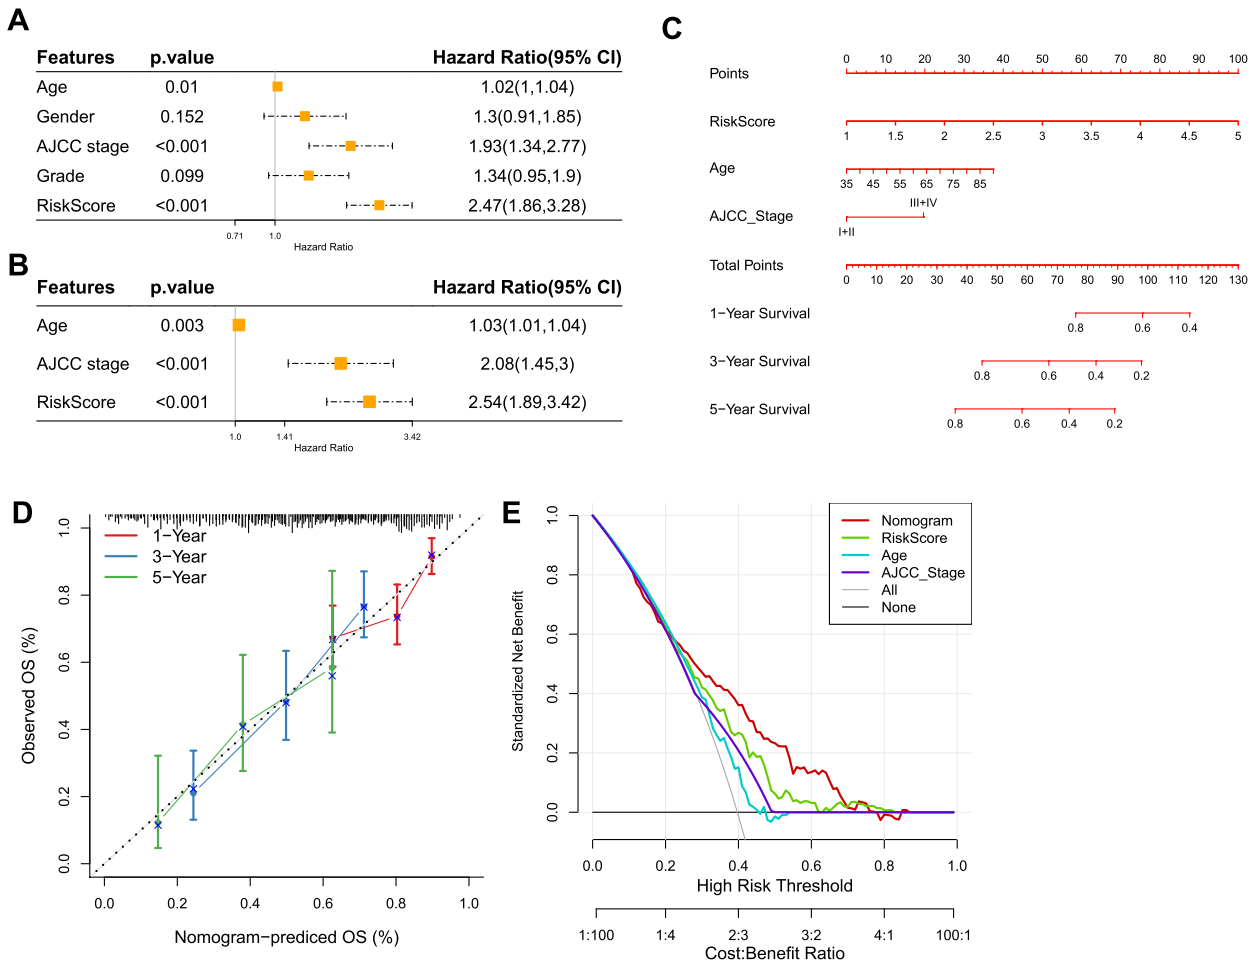 A
Features p.value Hazard Ratio(95% CI)
Age 0.01 1.02(1,1.04)
Gender 0.152 1.3(0.91,1.85)
AJCC stage <0.001 1.93(1.34,2.77)
Grade 0.099 1.34(0.95,1.9)
RiskScore <0.001 2.47(1.86,3.28)
0.71 1.0
Hazard Ratio
B
Features p.value Hazard Ratio(95% CI)
Age 0.003 1.03(1.01,1.04)
AJCC stage <0.001 2.08(1.45,3)
RiskScore <0.001 2.54(1.89,3.42)
1.0 1.41 3.42
Hazard Ratio
C
0 10 20 30 40 50 60 70 80 90 100
Points
RiskScore
1 1.5 2 2.5 3 3.5 4 4.5 5
Age
35 45 55 65 75 85
III+IV
AJCC_Stage
I+II
Total Points
0 10 20 30 40 50 60 70 80 90 100 110 120 130
1−Year Survival
0.8 0.6 0.4
3−Year Survival
0.8 0.6 0.4 0.2
5−Year Survival
0.8 0.6 0.4 0.2
D
1−Year
3−Year
5−Year
Observed OS (%)
1.0
0.8
0.6
0.4
0.2
0.0
0.0 0.2 0.4 0.6 0.8 1.0
Nomogram−prediced OS (%)
E
Nomogram
RiskScore
Age
AJCC_Stage
All
None
Standardized Net Benefit
1.0
0.8
0.6
0.4
0.2
0.0
0.0 0.2 0.4 0.6 0.8 1.0
High Risk Threshold
1:100 1:4 2:3 3:2 4:1 100:1
Cost:Benefit Ratio